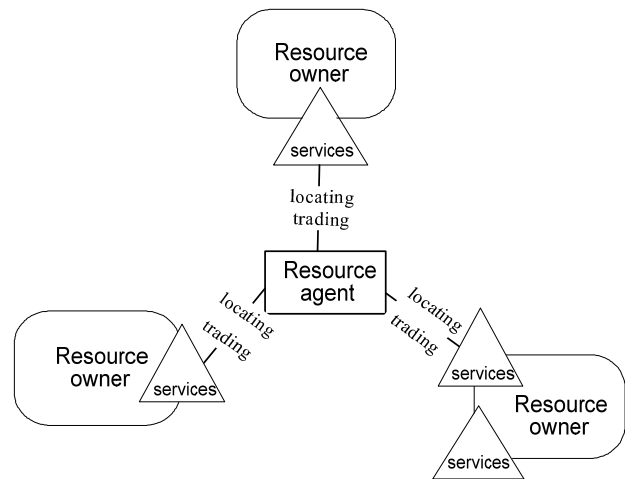 Resource
owner
services
locating
trading
Resource
agent
locating
trading
locating
trading
Resource
owner
services
services
Resource
owner
services